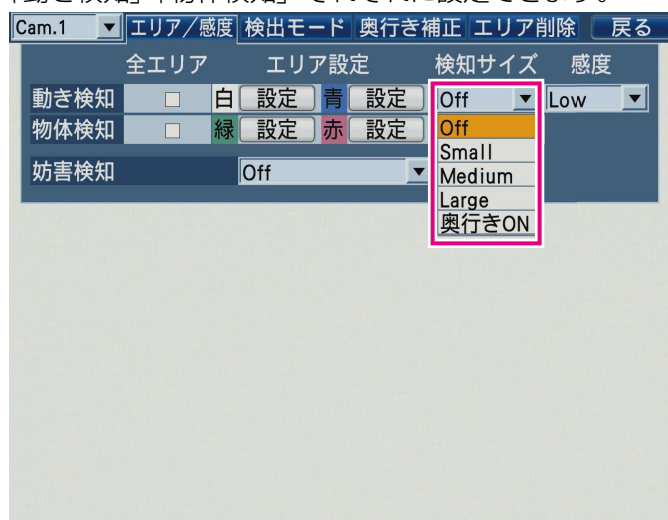 「動き検知」「物体検知」それぞれに設定できます。
Cam.1 エリア／感度 検出モード 奥行き補正 エリア削除 戻る
全エリア エリア設定 検知サイズ 感度
動き検知 白 設定 青 設定 Off Low
物体検知 緑 設定 赤 設定 Off
Small
妨害検知 Off Medium
Large
奥行きON